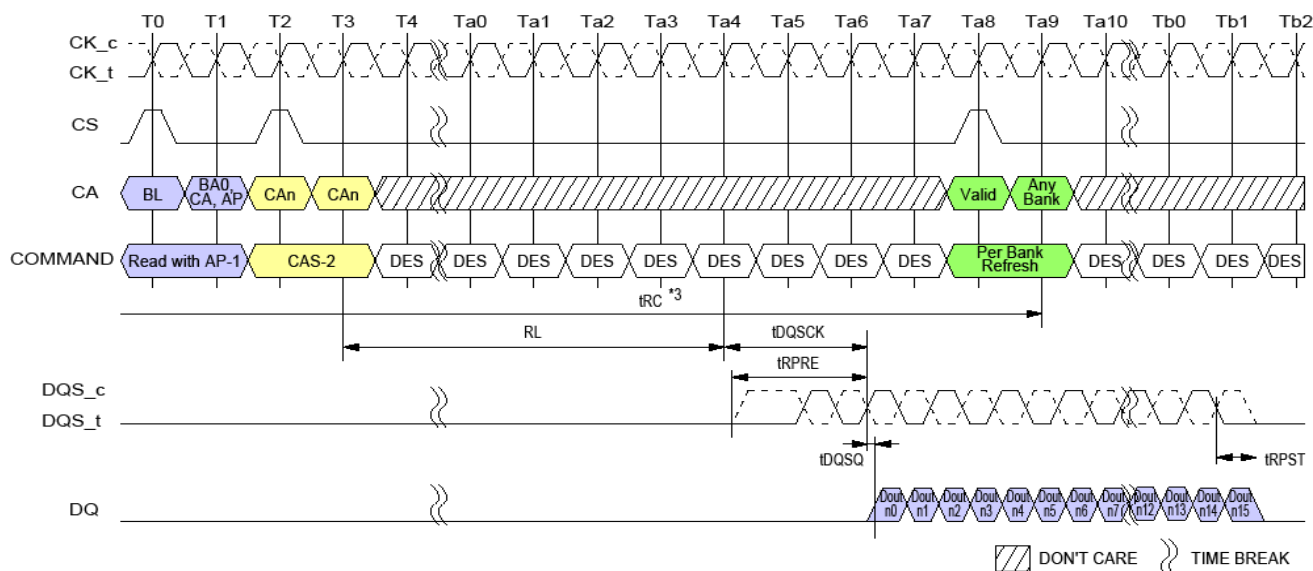 T0 T1 T2 T3 T4 Ta0 Ta1 Ta2 Ta3 Ta4 Ta5 Ta6 Ta7 Ta8 Ta9 Ta10 Tb0 Tb1 Tb2
CK_c
CK_t
CS
CA BL BA0, CA, AP CAn CAn Valid Any Bank
COMMAND Read with AP-1 CAS-2 DES DES DES DES DES DES DES DES DES Per Bank Refresh DES DES DES DES
tRC *3
RL tDQSCK
tRPRE
DQS_c
DQS_t
tDQSQ tRPST
DQ Dout n0 Dout n1 Dout n2 Dout n3 Dout n4 Dout n5 Dout n6 Dout n7 Dout n12 Dout n13 Dout n14 Dout n15
DON'T CARE TIME BREAK